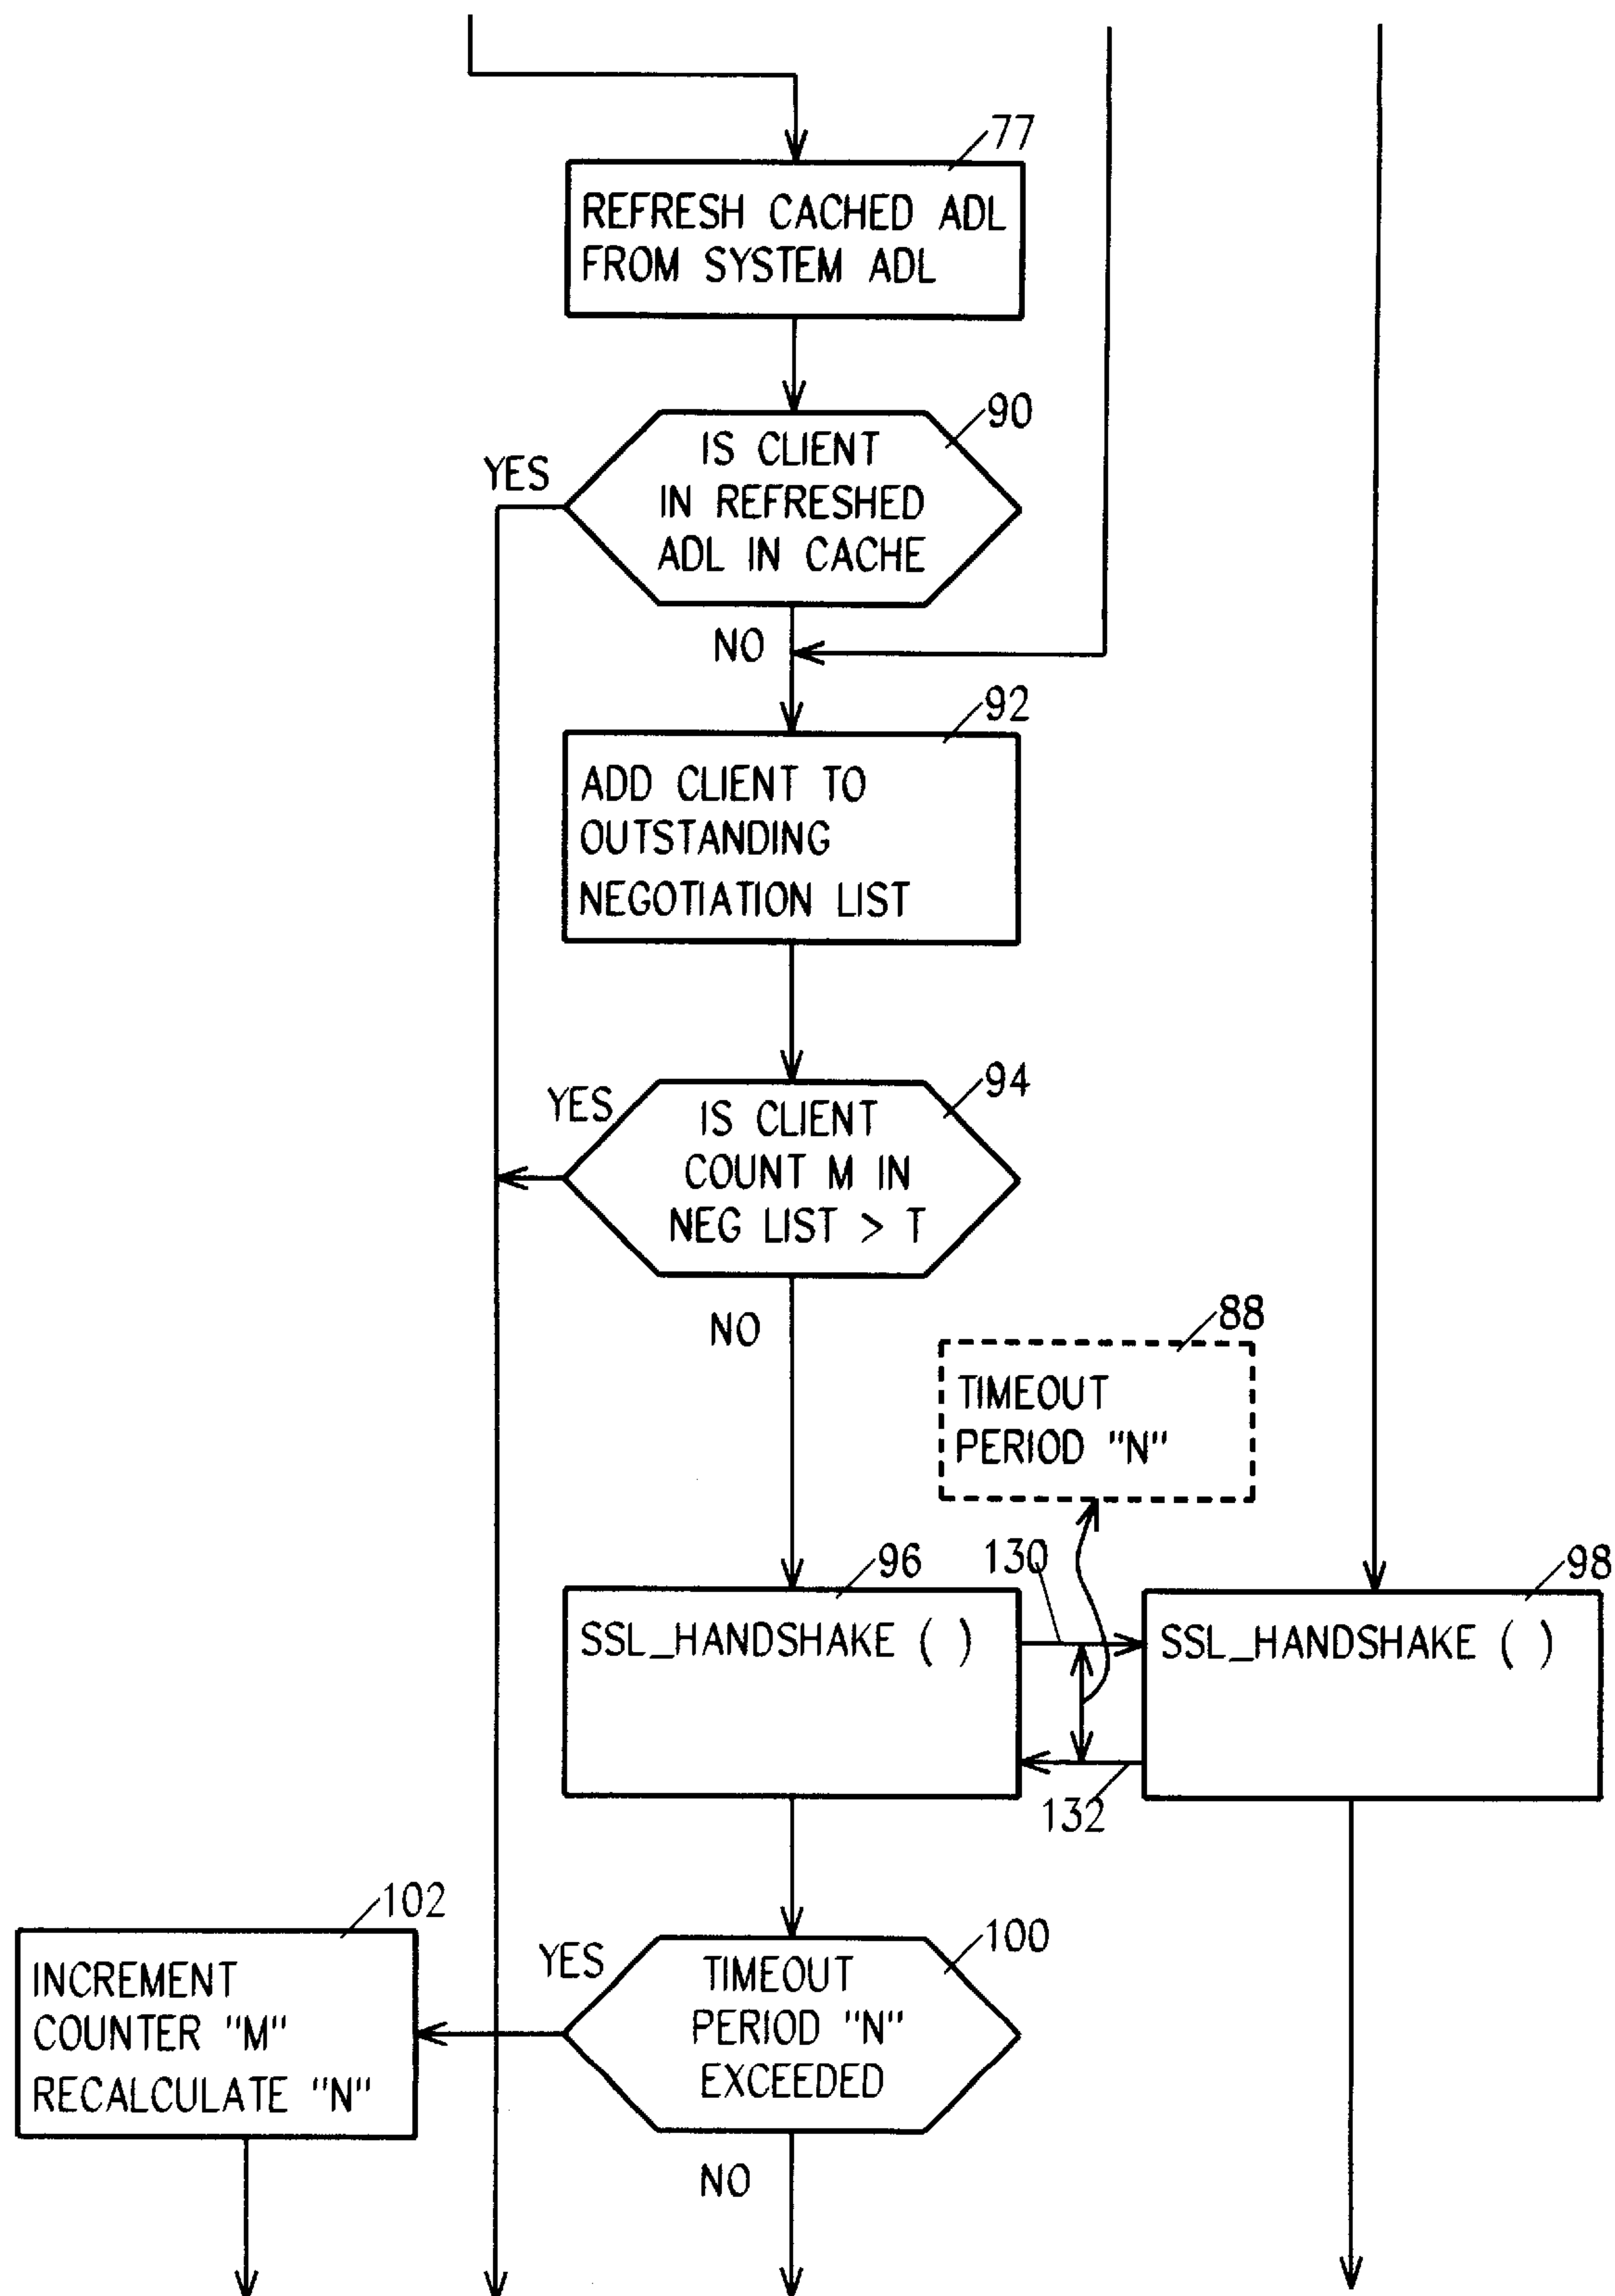 77
REFRESH CACHED ADL
FROM SYSTEM ADL
90
YES
IS CLIENT
IN REFRESHED
ADL IN CACHE
NO
92
ADD CLIENT TO
OUTSTANDING
NEGOTIATION LIST
94
YES
IS CLIENT
COUNT M IN
NEG LIST > T
NO
88
TIMEOUT
PERIOD "N"
96
130
98
SSL_HANDSHAKE ( )
SSL_HANDSHAKE ( )
132
102
INCREMENT
COUNTER "M"
RECALCULATE "N"
YES
100
TIMEOUT
PERIOD "N"
EXCEEDED
NO